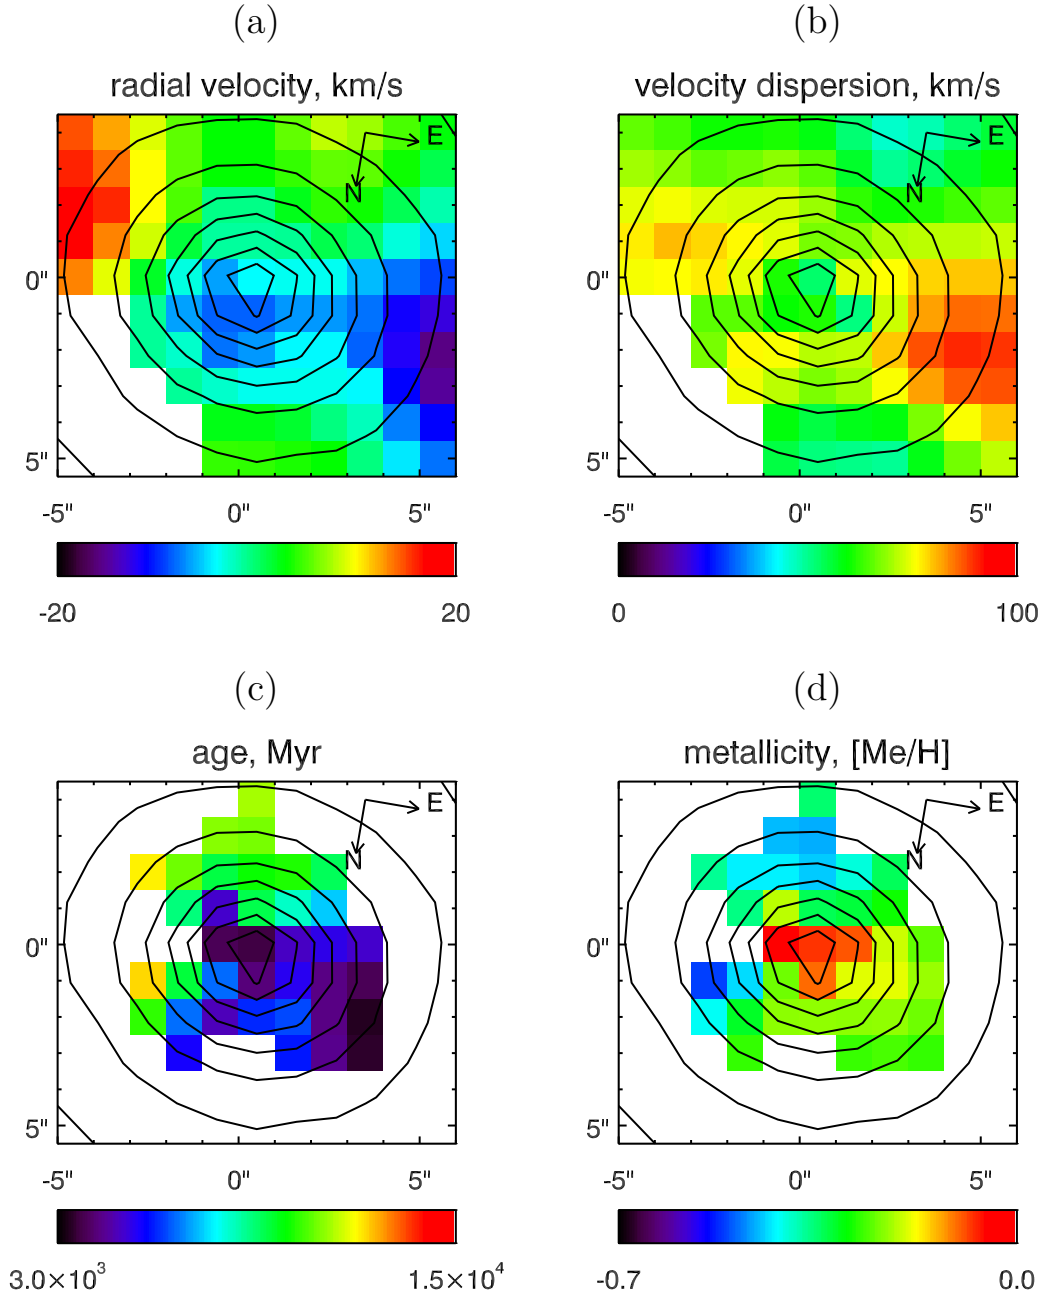 (a) (b)
radial velocity, km/s velocity dispersion, km/s
E E
N N
0" 0"
5" 5"
-5" 0" 5" -5" 0" 5"
-20 20 0 100
(c) (d)
age, Myr metallicity, [Me/H]
E E
N N
0" 0"
5" 5"
-5" 0" 5" -5" 0" 5"
3.0×10³ 1.5×10⁴ -0.7 0.0